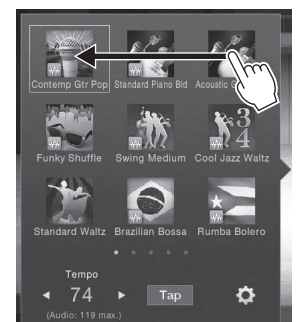 Contemp Gtr Pop Standard Piano Bld Acoustic
3
4
Funky Shuffle Swing Medium Cool Jazz Waltz
Standard Waltz Brazilian Bossa Rumba Bolero
Tempo
74 Tap
(Audio: 119 max.)